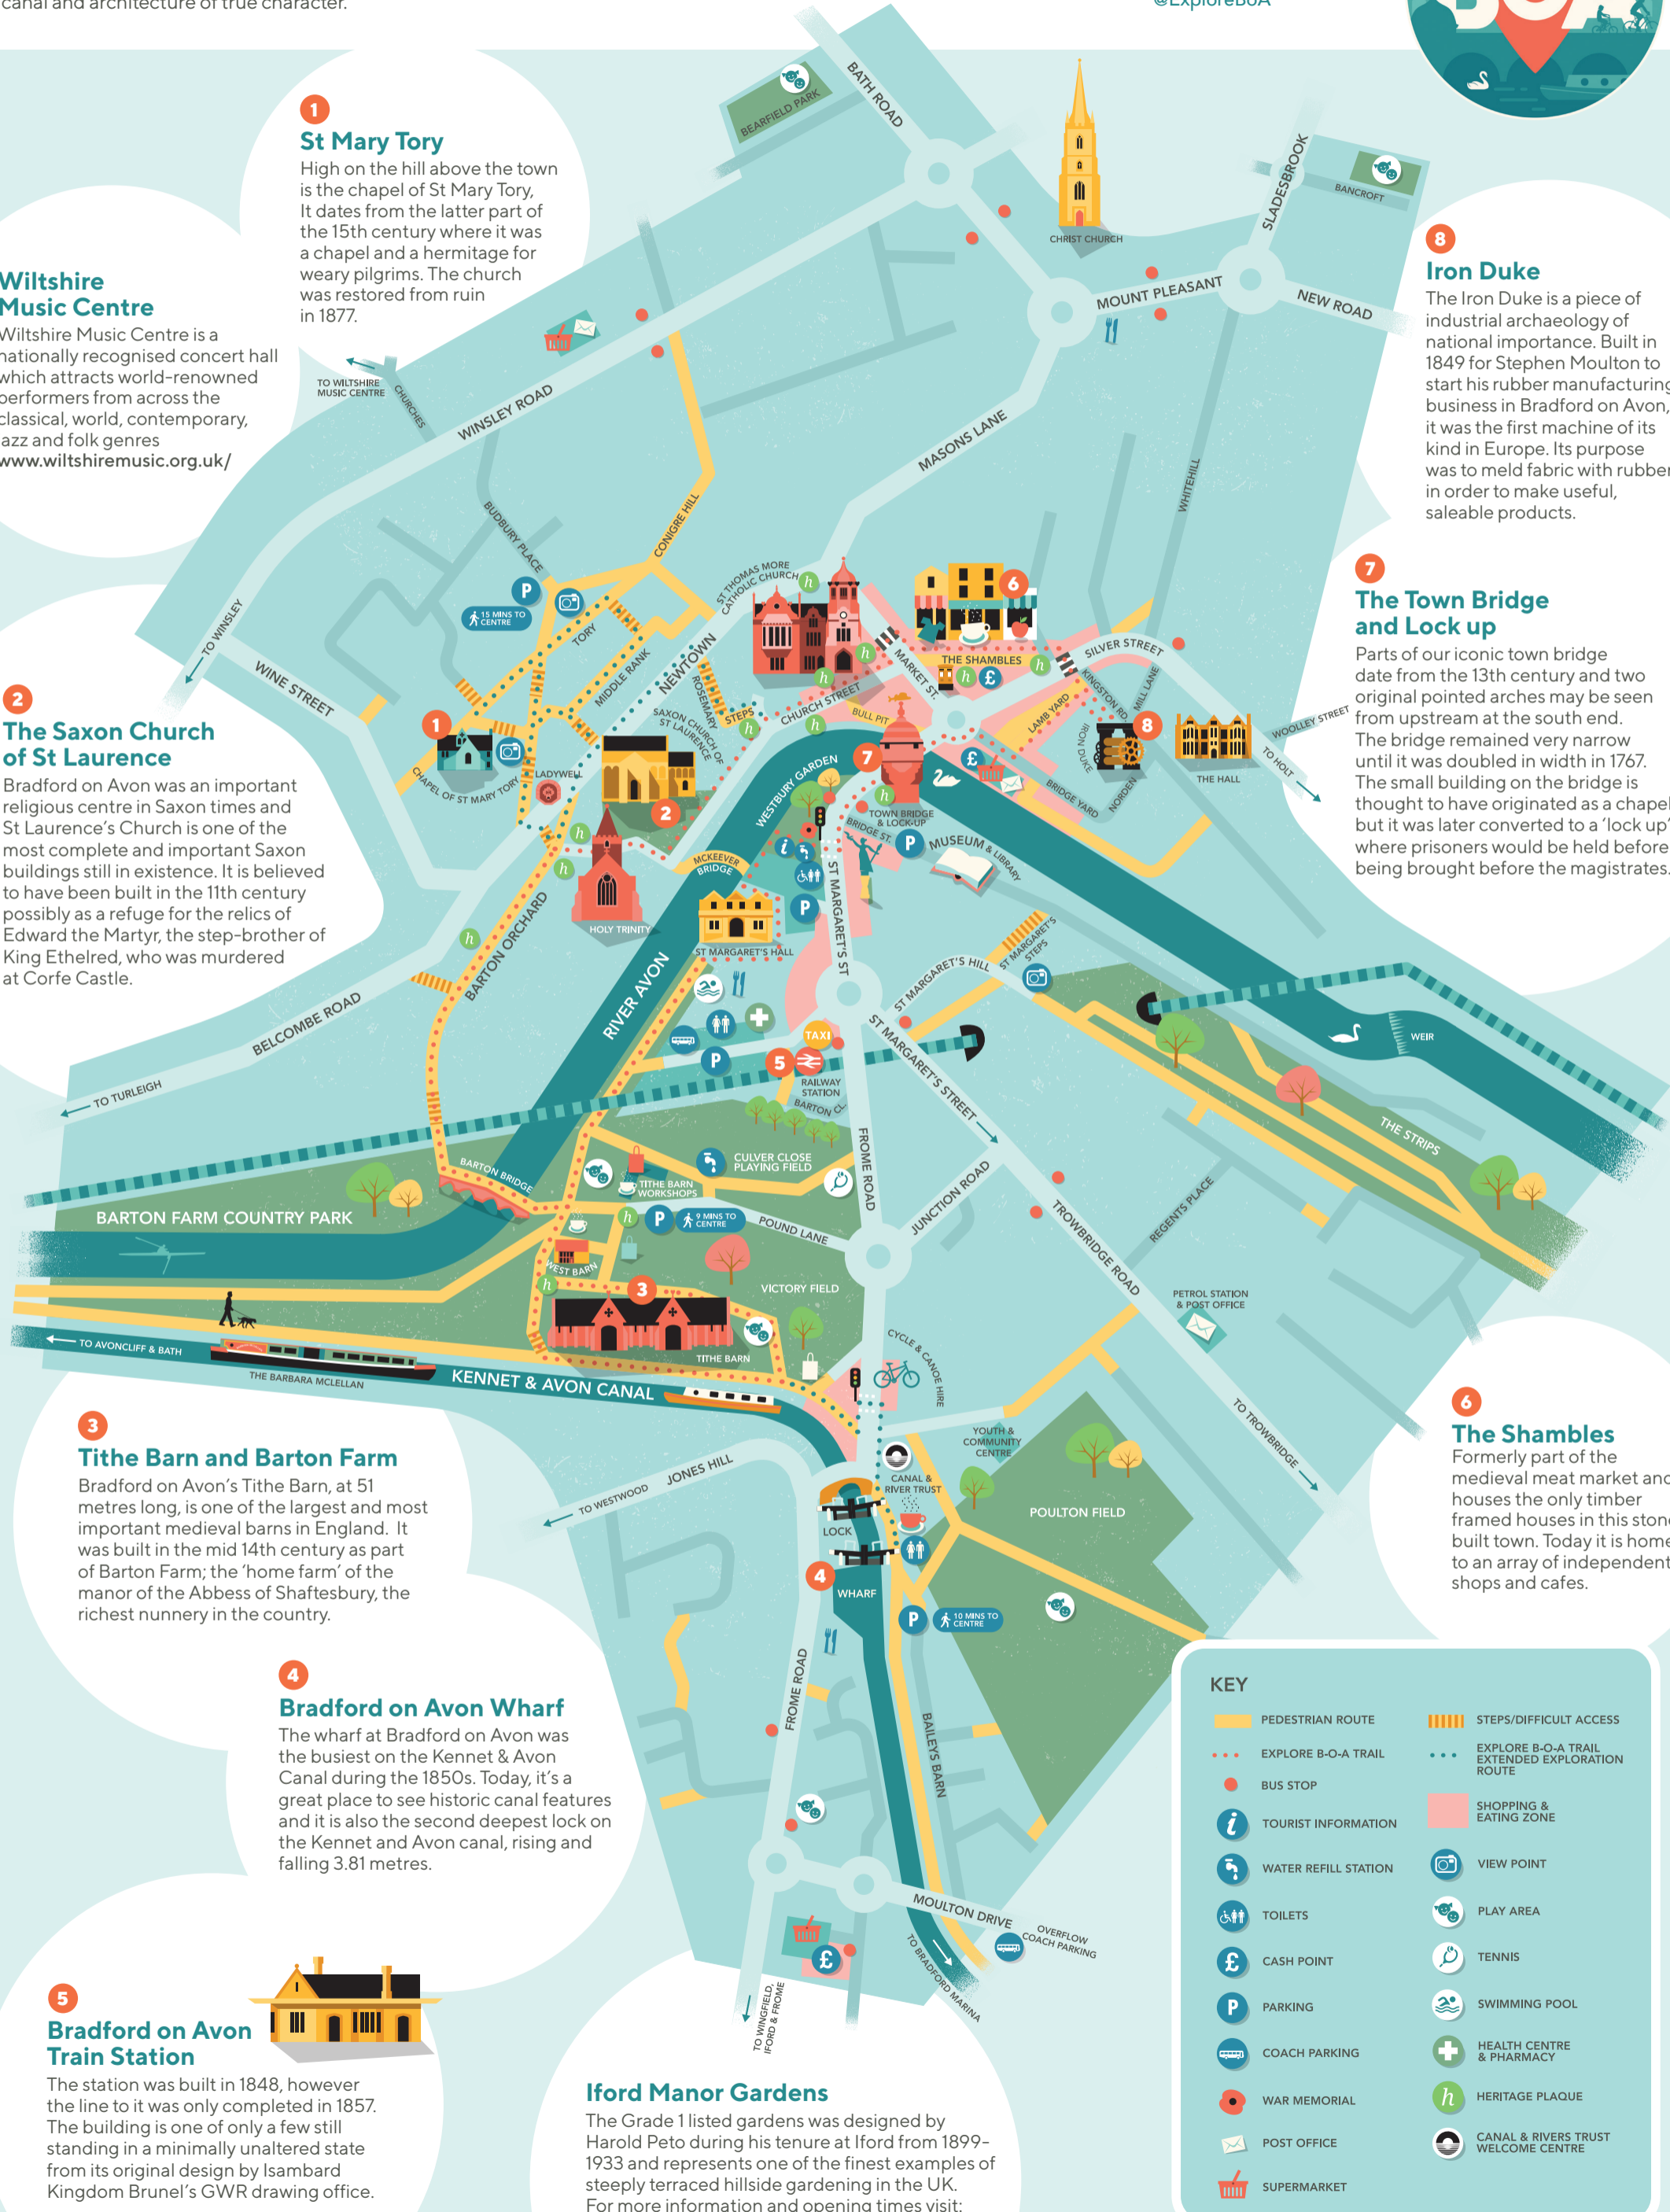 canal and architecture of true character.
@ExploreBoA
BOA
1
St Mary Tory
High on the hill above the town
is the chapel of St Mary Tory,
It dates from the latter part of
the 15th century where it was
a chapel and a hermitage for
weary pilgrims. The church
was restored from ruin
in 1877.
Wiltshire
Music Centre
Wiltshire Music Centre is a
nationally recognised concert hall
which attracts world-renowned
performers from across the
classical, world, contemporary,
jazz and folk genres
www.wiltshiremusic.org.uk/
2
The Saxon Church
of St Laurence
Bradford on Avon was an important
religious centre in Saxon times and
St Laurence's Church is one of the
most complete and important Saxon
buildings still in existence. It is believed
to have been built in the 11th century
possibly as a refuge for the relics of
Edward the Martyr, the step-brother of
King Ethelred, who was murdered
at Corfe Castle.
8
Iron Duke
The Iron Duke is a piece of
industrial archaeology of
national importance. Built in
1849 for Stephen Moulton to
start his rubber manufacturing
business in Bradford on Avon,
it was the first machine of its
kind in Europe. Its purpose
was to meld fabric with rubber
in order to make useful,
saleable products.
7
The Town Bridge
and Lock up
Parts of our iconic town bridge
date from the 13th century and two
original pointed arches may be seen
from upstream at the south end.
The bridge remained very narrow
until it was doubled in width in 1767.
The small building on the bridge is
thought to have originated as a chapel
but it was later converted to a 'lock up'
where prisoners would be held before
being brought before the magistrates.
BEARFIELD PARK
BATH ROAD
CHRIST CHURCH
SLADESBROOK
BANCROFT
MOUNT PLEASANT
NEW ROAD
TO WILTSHIRE
MUSIC CENTRE
CHURCHES
WINSLEY ROAD
MASONS LANE
WHITEHILL
CONIGRE HILL
BUDBURY PLACE
P
15 MINS TO
CENTRE
TORY
MIDDLE RANK
NEWTOWN
ST THOMAS MORE
CATHOLIC CHURCH
h
6
TO WINSLEY
WINE STREET
ROSEMARY
STEPS
h
h
h
MARKET ST.
THE SHAMBLES
h
£
h
SILVER STREET
KINGSTON RD.
MILL LANE
CHURCH STREET
h
BULL PIT
LAMB YARD
IRON DUKE
8
WOOLLEY STREET
TO HOLT
THE HALL
NORDEN
BRIDGE YARD
£
1
CHAPEL OF ST MARY TORY
LADYWELL
SAXON CHURCH OF
ST LAURENCE
2
WESTBURY GARDEN
7
h
TOWN BRIDGE
& LOCK-UP
BRIDGE ST.
P
MUSEUM & LIBRARY
h
h
HOLY TRINITY
MCKEEVER
BRIDGE
i
P
ST MARGARET'S ST
ST MARGARET'S HALL
h
BARTON ORCHARD
RIVER AVON
ST MARGARET'S HILL
ST MARGARET'S
STEPS
BELCOMBE ROAD
TO TURLEIGH
P
TAXI
5
RAILWAY
STATION
BARTON CL.
ST MARGARET'S STREET
WEIR
THE STRIPS
FROME ROAD
JUNCTION ROAD
CULVER CLOSE
PLAYING FIELD
TITHE BARN
WORKSHOPS
BARTON BRIDGE
BARTON FARM COUNTRY PARK
h
P
9 MINS TO
CENTRE
POUND LANE
WEST BARN
h
3
VICTORY FIELD
TITHE BARN
TROWBRIDGE ROAD
REGENTS PLACE
PETROL STATION
& POST OFFICE
TO AVONCLIFF & BATH
THE BARBARA MCLELLAN
KENNET & AVON CANAL
CYCLE & CANOE HIRE
TO TROWBRIDGE
YOUTH &
COMMUNITY
CENTRE
CANAL &
RIVER TRUST
POULTON FIELD
JONES HILL
TO WESTWOOD
LOCK
4
WHARF
P
10 MINS TO
CENTRE
FROME ROAD
BAILEYS BARN
MOULTON DRIVE
OVERFLOW
COACH PARKING
TO BRADFORD MARINA
£
TO WINGFIELD,
IFORD & FROME
3
Tithe Barn and Barton Farm
Bradford on Avon's Tithe Barn, at 51
metres long, is one of the largest and most
important medieval barns in England. It
was built in the mid 14th century as part
of Barton Farm; the 'home farm' of the
manor of the Abbess of Shaftesbury, the
richest nunnery in the country.
4
Bradford on Avon Wharf
The wharf at Bradford on Avon was
the busiest on the Kennet & Avon
Canal during the 1850s. Today, it's a
great place to see historic canal features
and it is also the second deepest lock on
the Kennet and Avon canal, rising and
falling 3.81 metres.
5
Bradford on Avon
Train Station
The station was built in 1848, however
the line to it was only completed in 1857.
The building is one of only a few still
standing in a minimally unaltered state
from its original design by Isambard
Kingdom Brunel's GWR drawing office.
Iford Manor Gardens
The Grade 1 listed gardens was designed by
Harold Peto during his tenure at Iford from 1899-
1933 and represents one of the finest examples of
steeply terraced hillside gardening in the UK.
For more information and opening times visit:
6
The Shambles
Formerly part of the
medieval meat market and
houses the only timber
framed houses in this stone
built town. Today it is home
to an array of independent
shops and cafes.
KEY
PEDESTRIAN ROUTE
EXPLORE B-O-A TRAIL
BUS STOP
i TOURIST INFORMATION
WATER REFILL STATION
TOILETS
£ CASH POINT
P PARKING
COACH PARKING
WAR MEMORIAL
POST OFFICE
SUPERMARKET
STEPS/DIFFICULT ACCESS
EXPLORE B-O-A TRAIL
EXTENDED EXPLORATION
ROUTE
SHOPPING &
EATING ZONE
VIEW POINT
PLAY AREA
TENNIS
SWIMMING POOL
HEALTH CENTRE
& PHARMACY
h HERITAGE PLAQUE
CANAL & RIVERS TRUST
WELCOME CENTRE